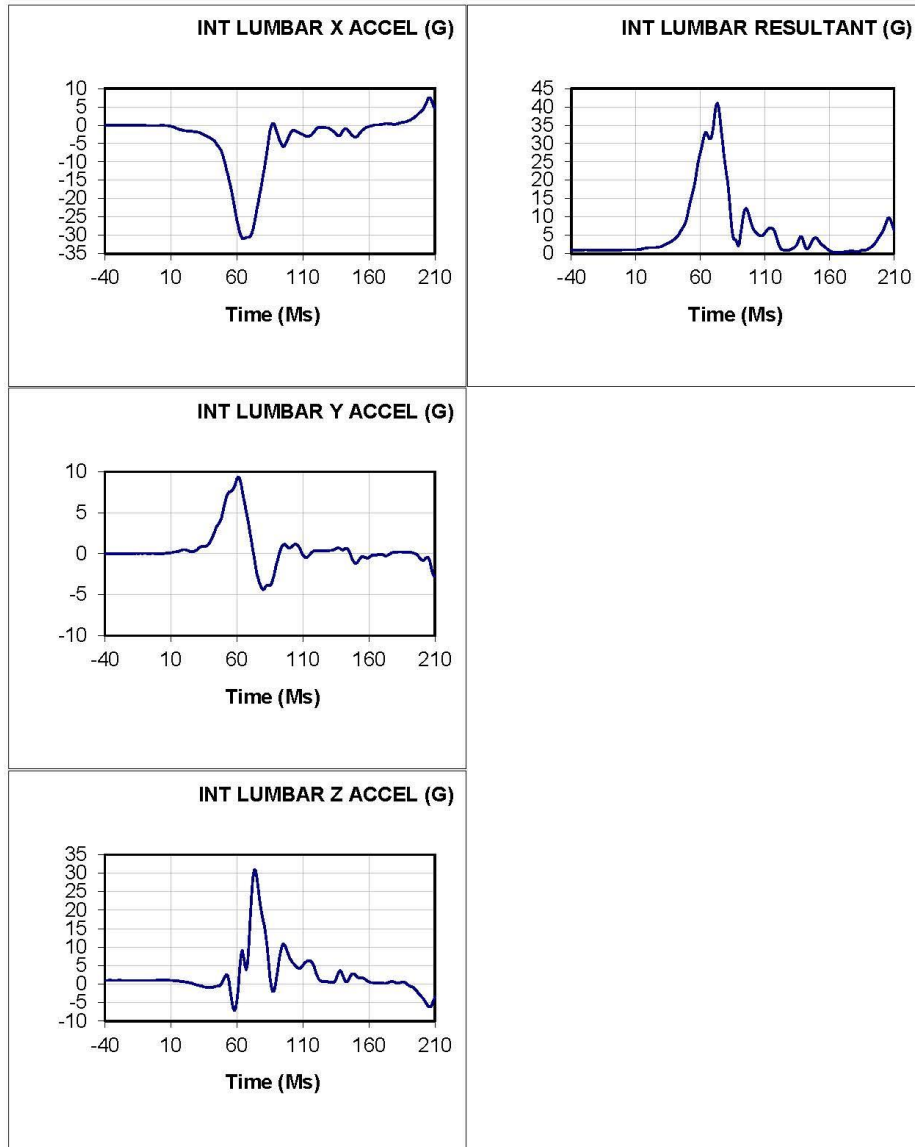 INT LUMBAR X ACCEL (G)
10
5
0
-5
-10
-15
-20
-25
-30
-35
-40 10 60 110 160 210
Time (Ms)
INT LUMBAR RESULTANT (G)
45
40
35
30
25
20
15
10
5
0
-40 10 60 110 160 210
Time (Ms)
INT LUMBAR Y ACCEL (G)
10
5
0
-5
-10
-40 10 60 110 160 210
Time (Ms)
INT LUMBAR Z ACCEL (G)
35
30
25
20
15
10
5
0
-5
-10
-40 10 60 110 160 210
Time (Ms)